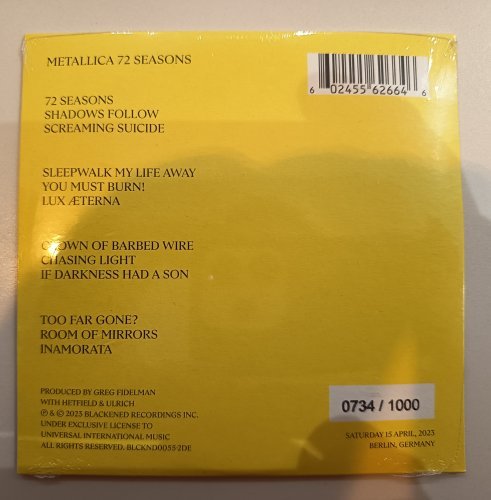 METALLICA 72 SEASONS
6 02455 62664 6
72 SEASONS
SHADOWS FOLLOW
SCREAMING SUICIDE
SLEEPWALK MY LIFE AWAY
YOU MUST BURN!
LUX ÆTERNA
CROWN OF BARBED WIRE
CHASING LIGHT
IF DARKNESS HAD A SON
TOO FAR GONE?
ROOM OF MIRRORS
INAMORATA
PRODUCED BY GREG FIDELMAN
WITH HETFIELD & ULRICH
℗ & © 2023 BLACKENED RECORDINGS INC.
UNDER EXCLUSIVE LICENSE TO
UNIVERSAL INTERNATIONAL MUSIC
ALL RIGHTS RESERVED. BLCKND0055-2DE
0734 / 1000
SATURDAY 15 APRIL, 2023
BERLIN, GERMANY